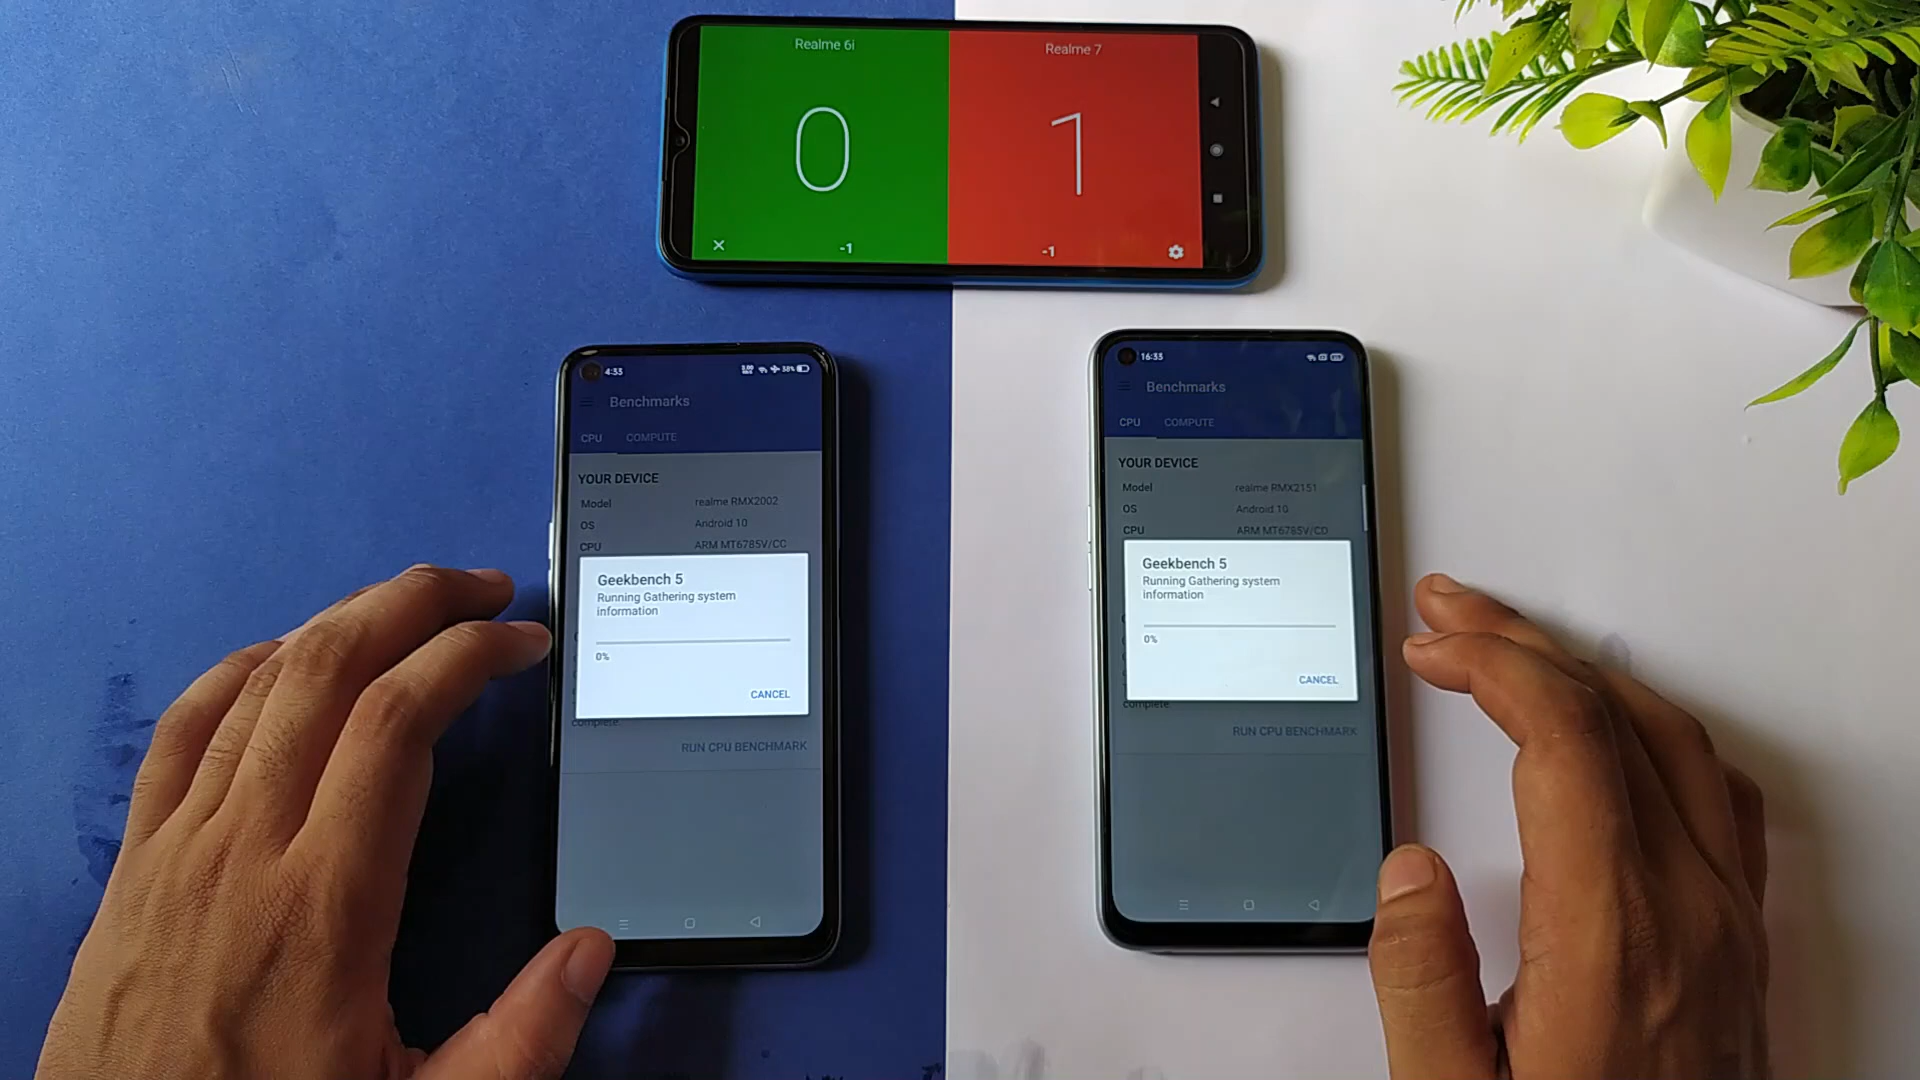 Realme 6i
0
-1
Realme 7
1
-1
4:33
38%
Benchmarks
CPU COMPUTE
YOUR DEVICE
Model realme RMX2002
OS Android 10
CPU ARM MT6785V/CC
Geekbench 5
Running Gathering system
information
0%
CANCEL
complete.
RUN CPU BENCHMARK
16:33
Benchmarks
CPU COMPUTE
YOUR DEVICE
Model realme RMX2151
OS Android 10
CPU ARM MT6785V/CD
Geekbench 5
Running Gathering system
information
0%
CANCEL
complete.
RUN CPU BENCHMARK